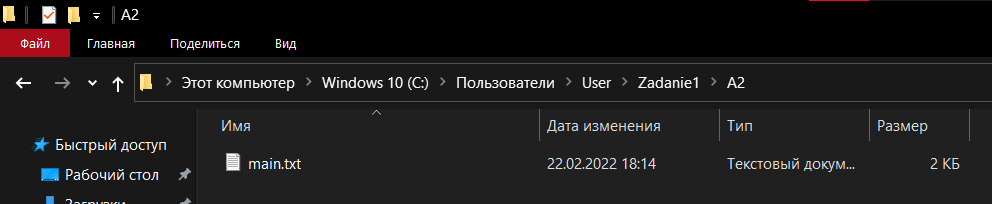 A2
Файл Главная Поделиться Вид
Этот компьютер Windows 10 (C:) Пользователи User Zadanie1 A2
Имя Дата изменения Тип Размер
Быстрый доступ
main.txt 22.02.2022 18:14 Текстовый докум... 2 КБ
Рабочий стол
Загрузки